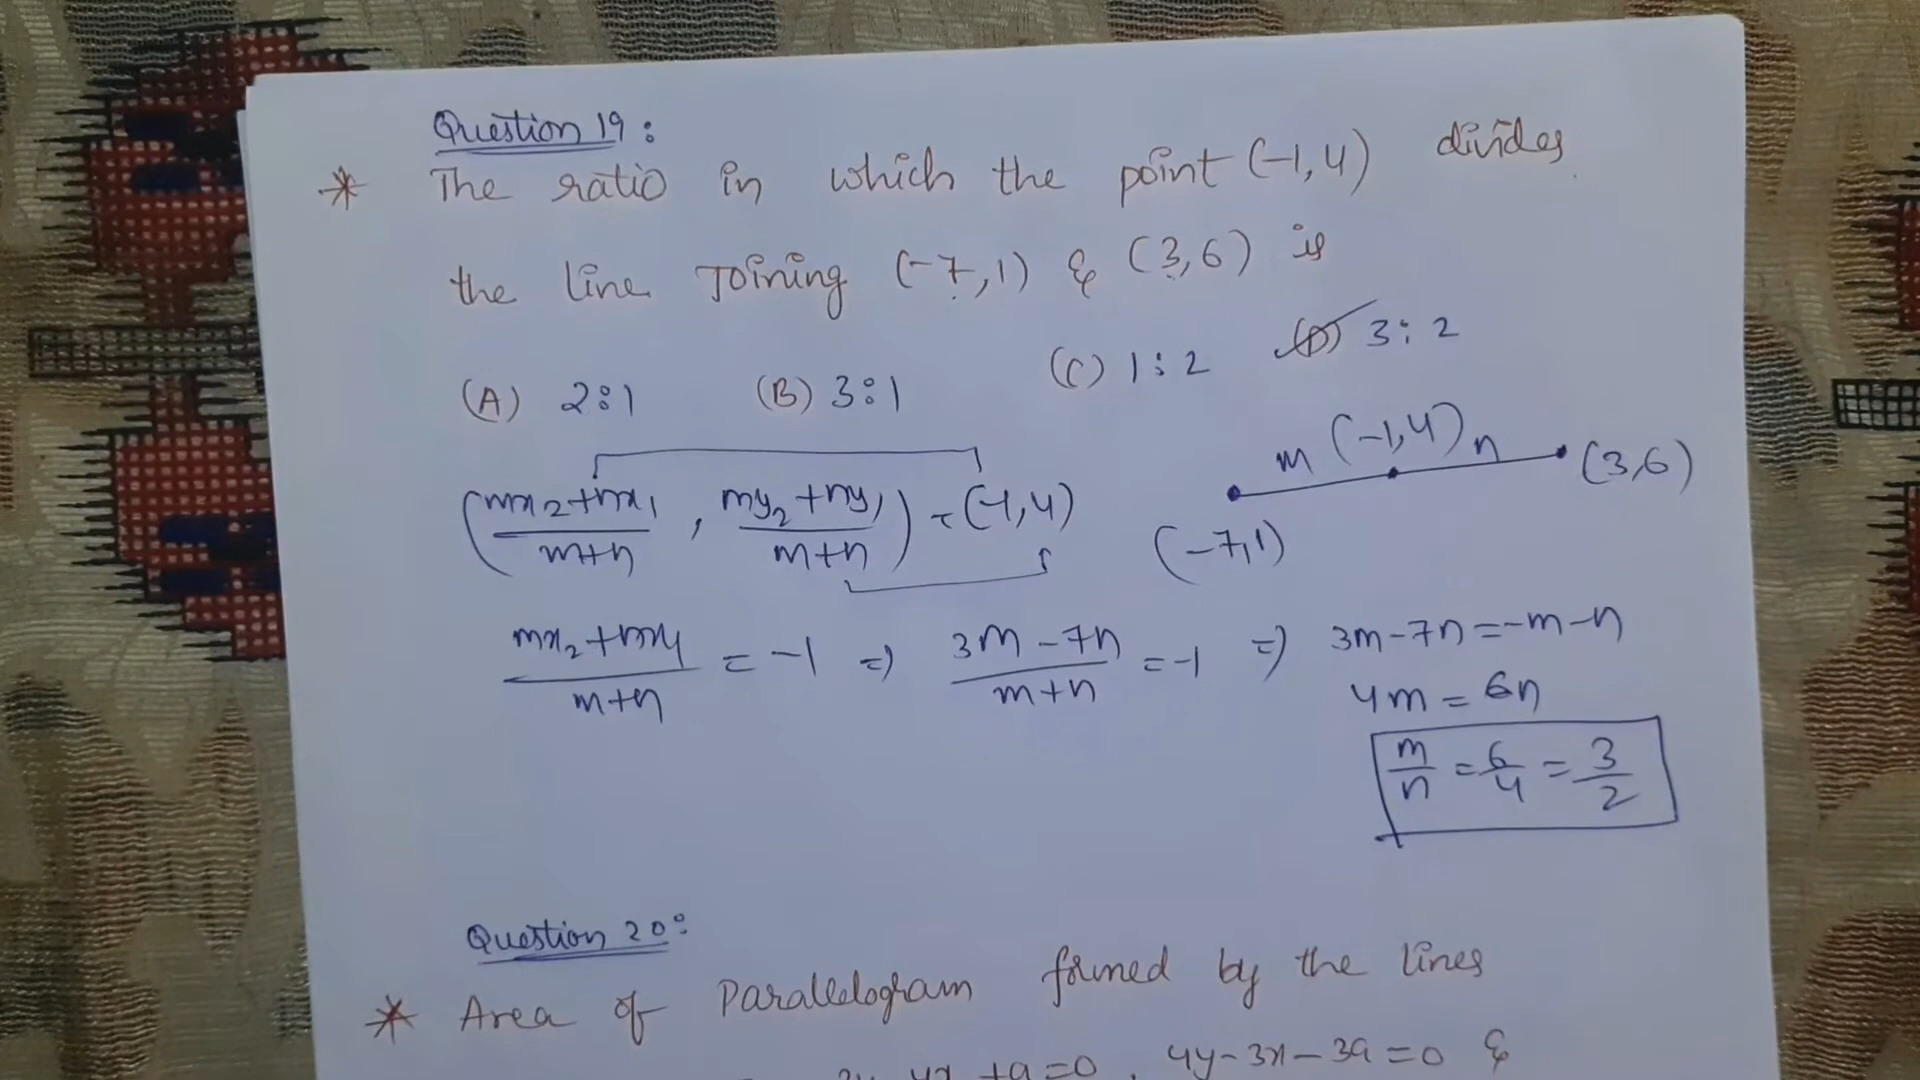 Question 19:
* The ratio in which the point (-1,4) divides
the line Joining (-7,1) & (3,6) is
(A) 2:1 (B) 3:1 (C) 1:2 (D) 3:2
m (-1,4) n (3,6)
(-7,1)
(mx₂+nx₁/m+n , my₂+ny₁/m+n) = (-1,4)
mx₂+nx₁/m+n = -1 ⇒ 3m-7n/m+n = -1 ⇒ 3m-7n=-m-n
4m = 6n
m/n = 6/4 = 3/2
Question 20:
* Area of Parallelogram formed by the lines
+a=0, 4y-3x-3a=0 &